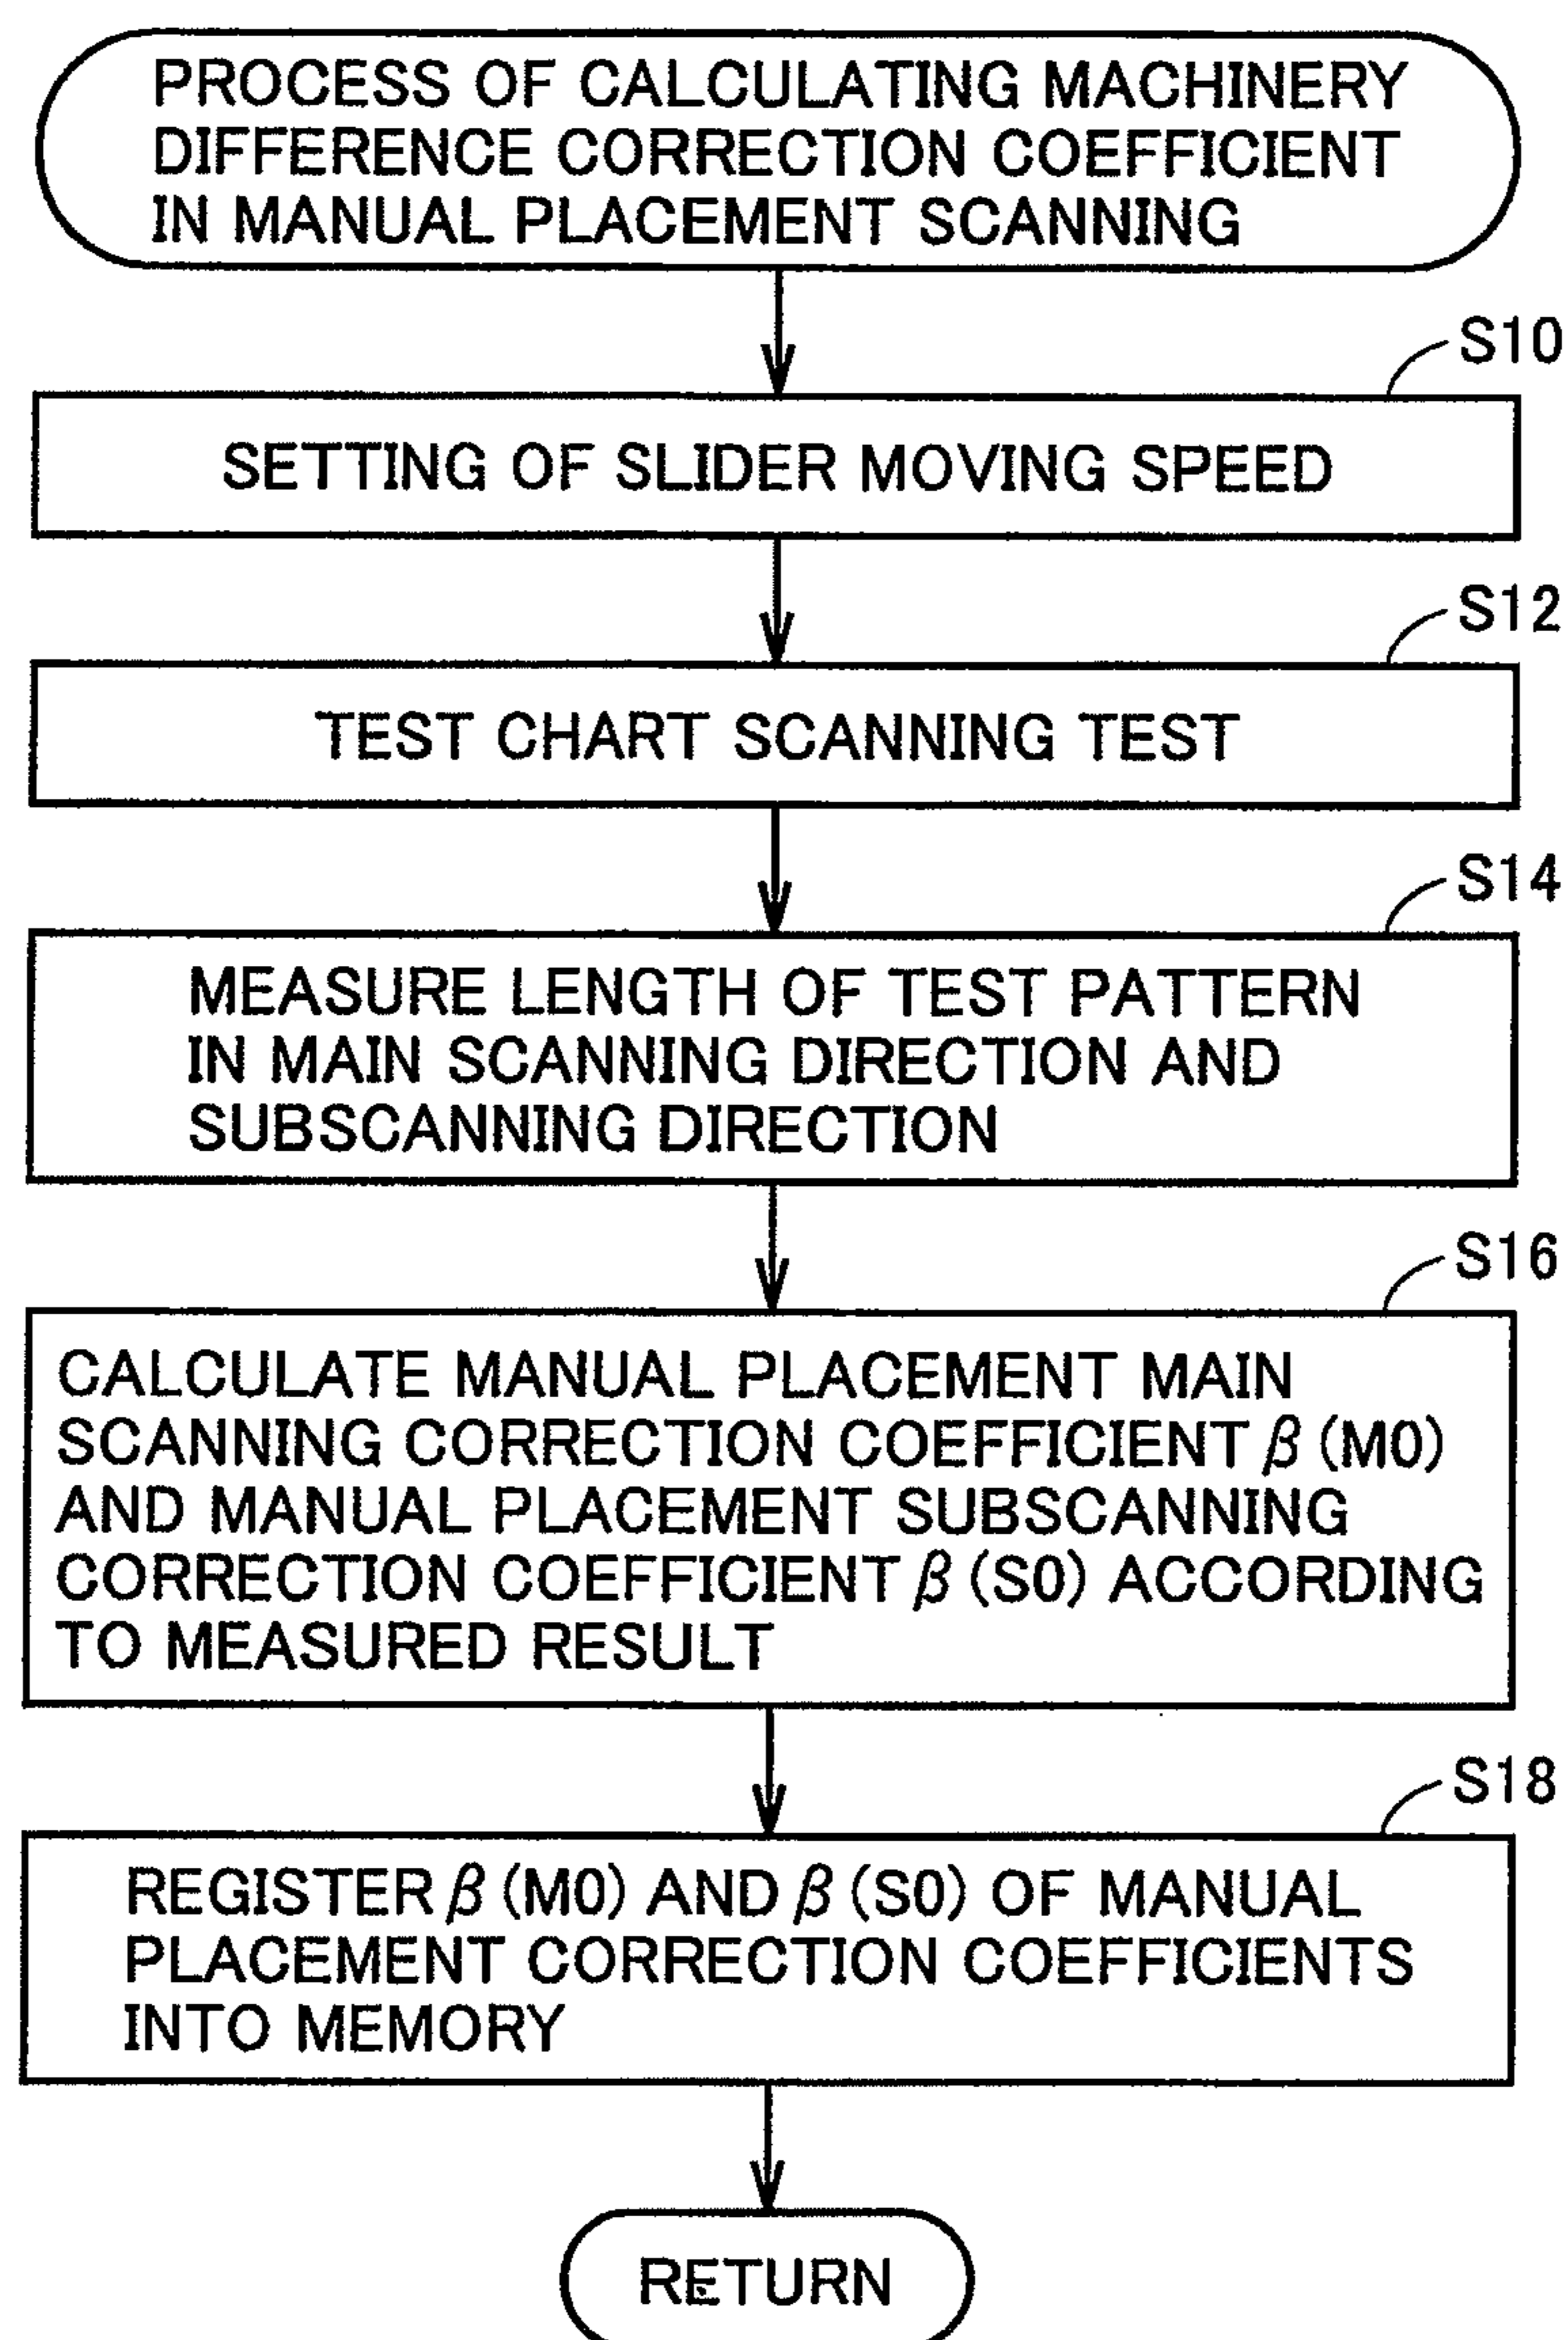 PROCESS OF CALCULATING MACHINERY
DIFFERENCE CORRECTION COEFFICIENT
IN MANUAL PLACEMENT SCANNING
S10
SETTING OF SLIDER MOVING SPEED
S12
TEST CHART SCANNING TEST
S14
MEASURE LENGTH OF TEST PATTERN
IN MAIN SCANNING DIRECTION AND
SUBSCANNING DIRECTION
S16
CALCULATE MANUAL PLACEMENT MAIN
SCANNING CORRECTION COEFFICIENT β (M0)
AND MANUAL PLACEMENT SUBSCANNING
CORRECTION COEFFICIENT β (S0) ACCORDING
TO MEASURED RESULT
S18
REGISTER β (M0) AND β (S0) OF MANUAL
PLACEMENT CORRECTION COEFFICIENTS
INTO MEMORY
RETURN